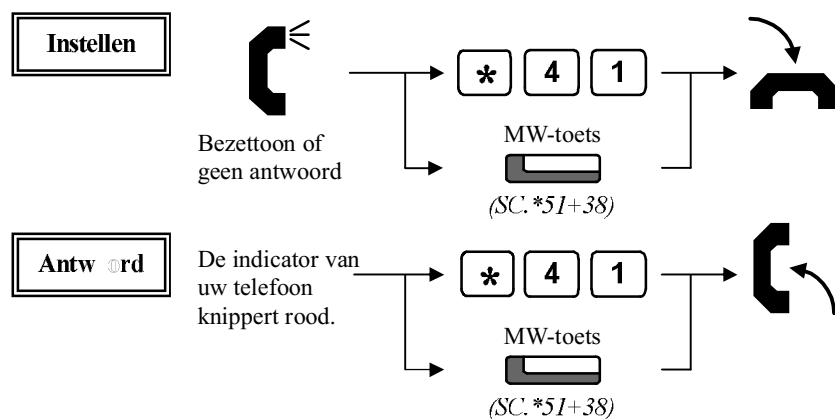 Instellen
* 4 1
Bezettoon of
geen antwoord
MW-toets
(SC.*51+38)
Antwoord
De indicator van
uw telefoon
knippert rood.
* 4 1
MW-toets
(SC.*51+38)